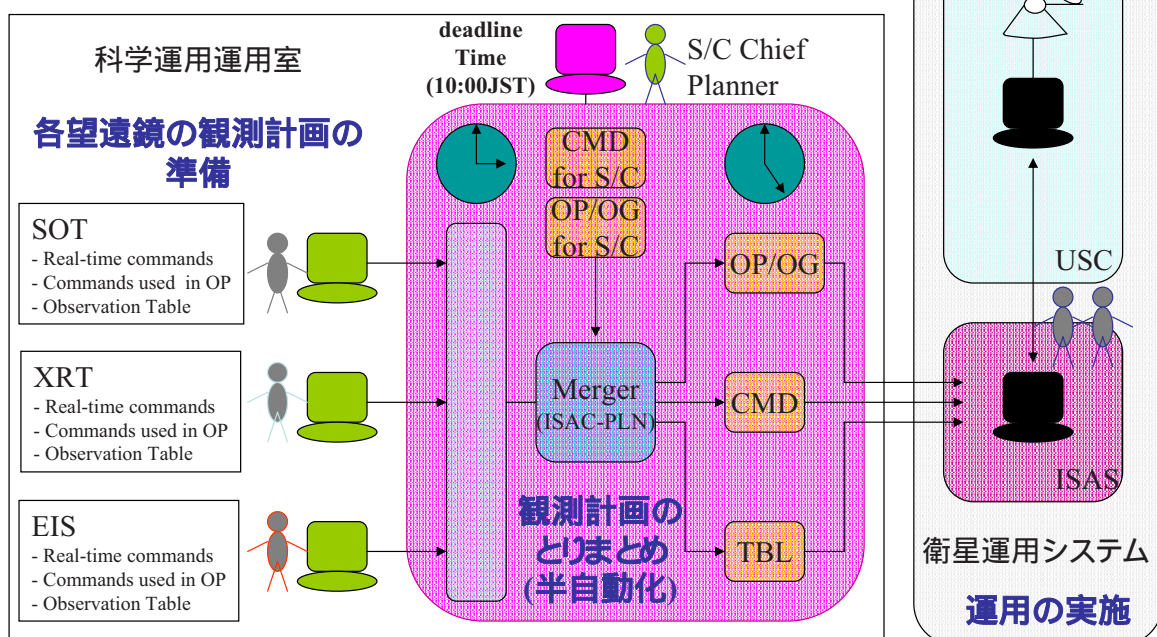 科学運用運用室
各望遠鏡の観測計画の
準備
deadline
Time
(10:00JST)
S/C Chief
Planner
SOT
- Real-time commands
- Commands used in OP
- Observation Table
XRT
- Real-time commands
- Commands used in OP
- Observation Table
EIS
- Real-time commands
- Commands used in OP
- Observation Table
CMD
for S/C
OP/OG
for S/C
Merger
(ISAC-PLN)
OP/OG
CMD
TBL
観測計画の
とりまとめ
(半自動化)
USC
ISAS
衛星運用システム
運用の実施